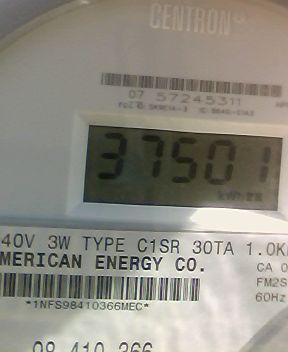 CENTRON®
07 57245311
37501
kWh
40V 3W TYPE C1SR 30TA 1.0K
MERICAN ENERGY CO.
CA 0
FM2S
*1NFS98410366MEC*
60Hz
98 410 366